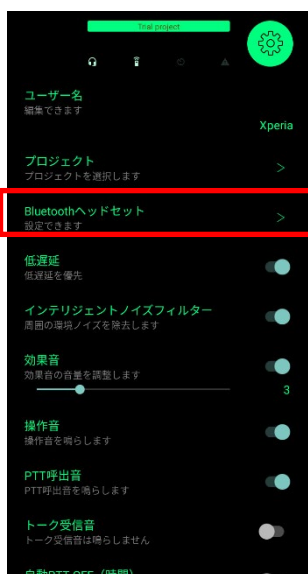 Trial project
ユーザー名
編集できます
Xperia
プロジェクト
プロジェクトを選択します
>
Bluetoothヘッドセット
設定できます
>
低遅延
低遅延を優先
インテリジェントノイズフィルター
周囲の環境ノイズを除去します
効果音
効果音の音量を調整します
3
操作音
操作音を鳴らします
PTT呼出音
PTT呼出音を鳴らします
トーク受信音
トーク受信音は鳴らしません
自動PTT OFF（時間）